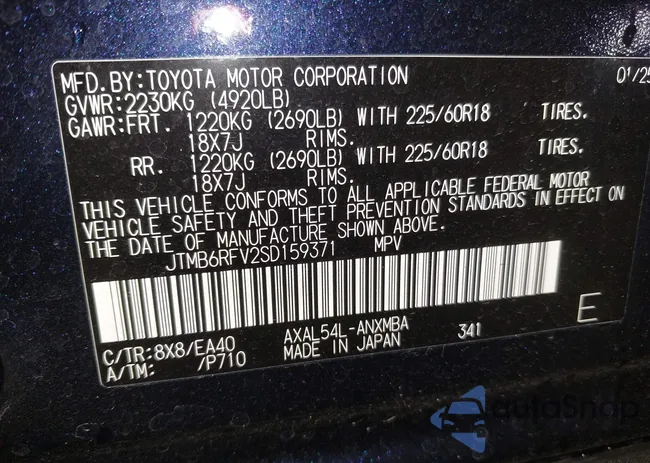 MFD. BY: TOYOTA MOTOR CORPORATION 01/25
GVWR: 2230KG (4920LB)
GAWR: FRT. 1220KG (2690LB) WITH 225/60R18 TIRES.
18X7J RIMS.
RR. 1220KG (2690LB) WITH 225/60R18 TIRES.
18X7J RIMS.
THIS VEHICLE CONFORMS TO ALL APPLICABLE FEDERAL MOTOR
VEHICLE SAFETY AND THEFT PREVENTION STANDARDS IN EFFECT ON
THE DATE OF MANUFACTURE SHOWN ABOVE.
JTMB6RFV2SD159371 MPV
E
C/TR: 8X8/EA40 AXAL54L-ANXMBA 341
A/TM: /P710 MADE IN JAPAN
autoSnap